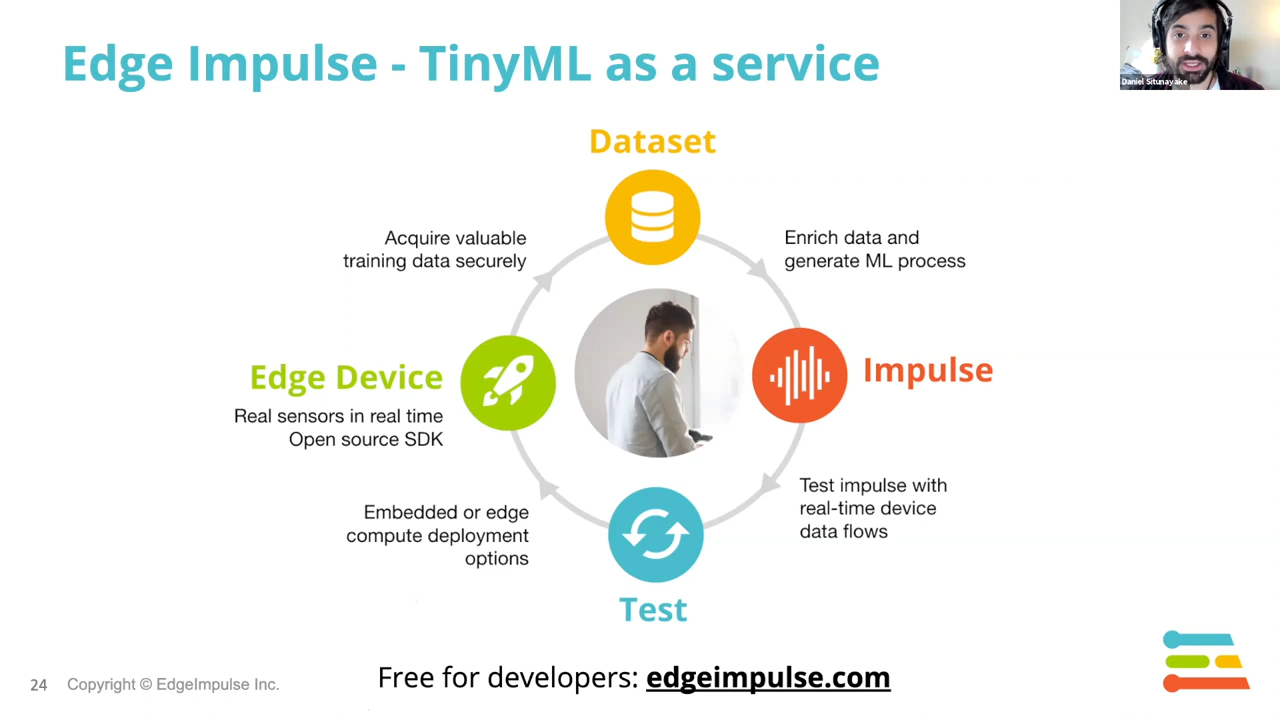 Edge Impulse - TinyML as a service
Daniel Situnayake
Dataset
Acquire valuable
training data securely
Enrich data and
generate ML process
Edge Device
Real sensors in real time
Open source SDK
Impulse
Embedded or edge
compute deployment
options
Test impulse with
real-time device
data flows
Test
Free for developers: edgeimpulse.com
24 Copyright © EdgeImpulse Inc.